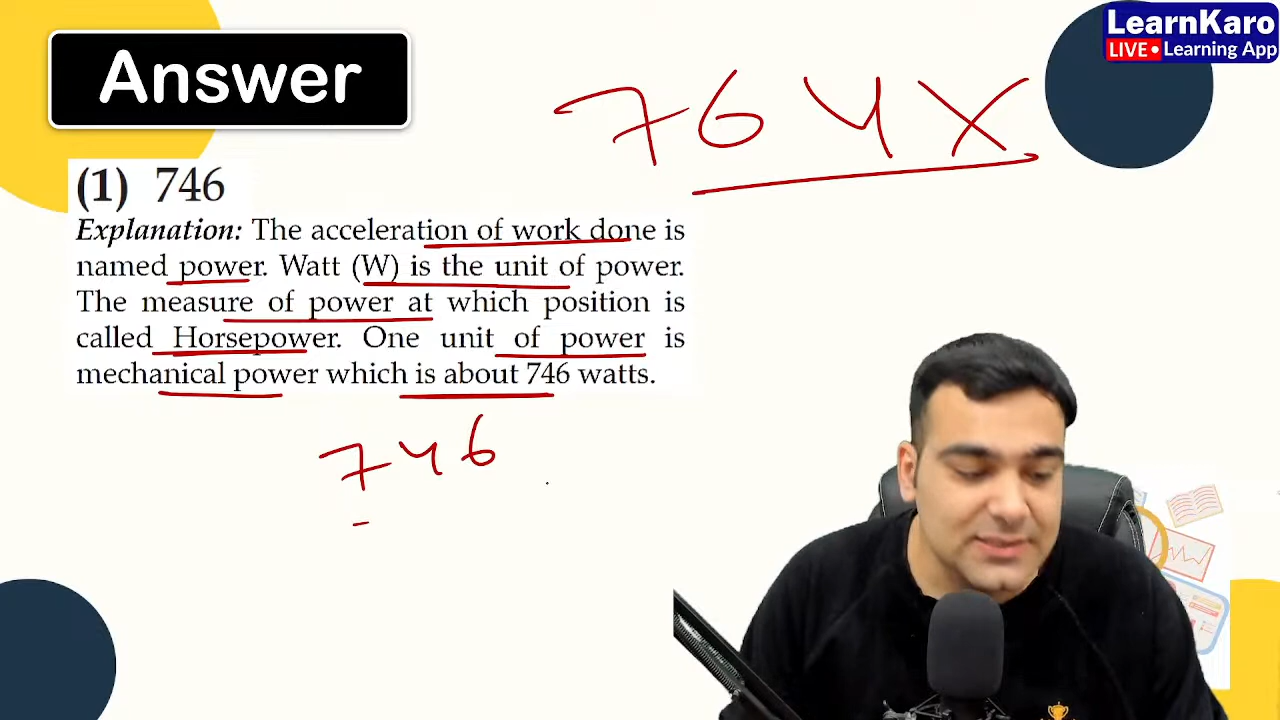 LearnKaro
LIVE • Learning App
Answer
764X
(1) 746
Explanation: The acceleration of work done is
named power. Watt (W) is the unit of power.
The measure of power at which position is
called Horsepower. One unit of power is
mechanical power which is about 746 watts.
746